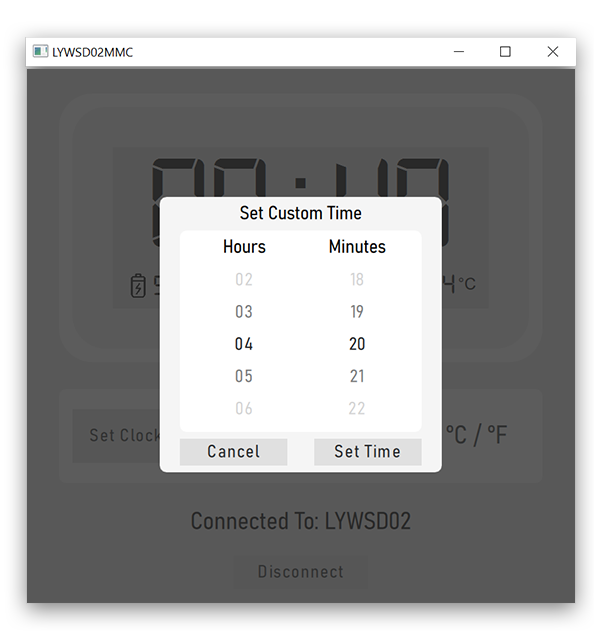 LYWSD02MMC
Set Custom Time
Hours Minutes
02 18
03 19
04 20
05 21
06 22
Cancel Set Time
°C
Set Clock
°C / °F
Connected To: LYWSD02
Disconnect